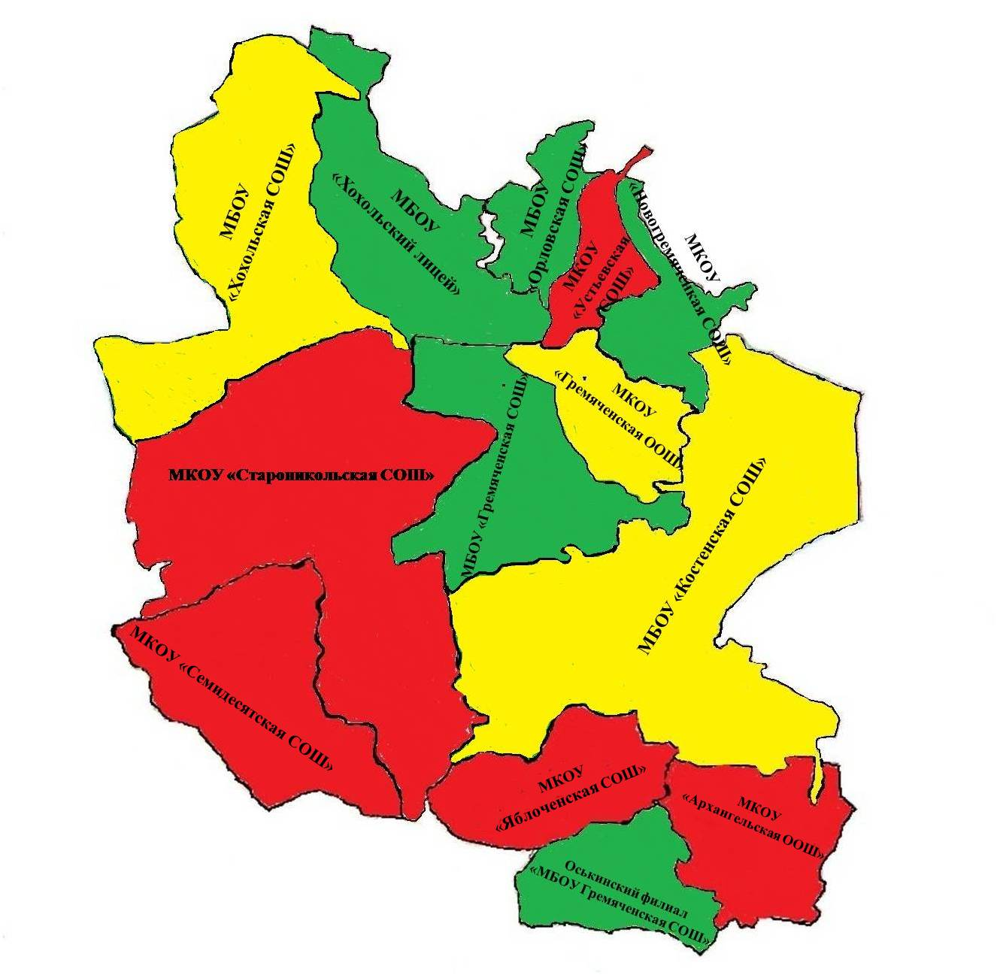 МБОУ
«Хохольская СОШ»
МБОУ
«Хохольский лицей»
МБОУ
«Орловская СОШ»
МКОУ
«Устьевская
СОШ»
МКОУ
«Новогремяченкая СОШ»
МКОУ
«Гремяченская ООШ»
МБОУ «Гремяченская СОШ»
МКОУ «Староникольская СОШ»
МБОУ «Костенская СОШ»
МКОУ «Семидесятская СОШ»
МКОУ
«Яблоченская СОШ»
МКОУ
«Архангельская ООШ»
Оськинский филиал
«МБОУ Гремяченская СОШ»